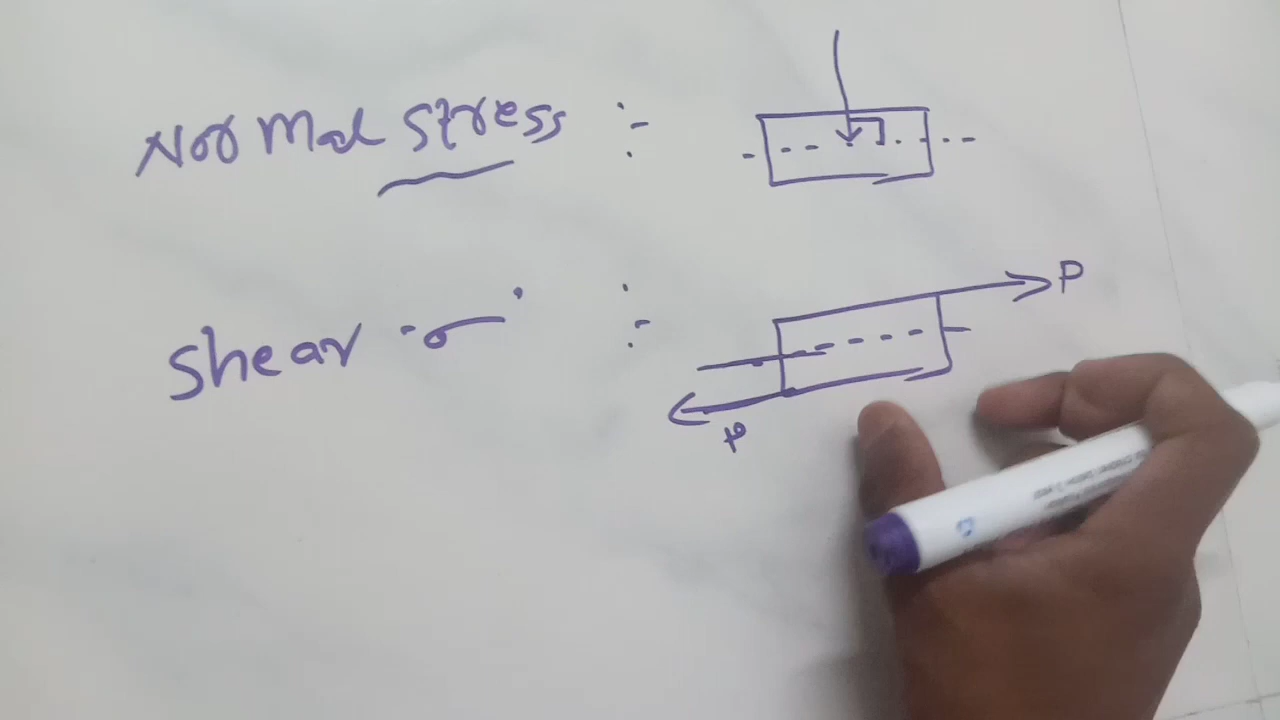 Normal stress :-
Shear -〃- :-
P
P